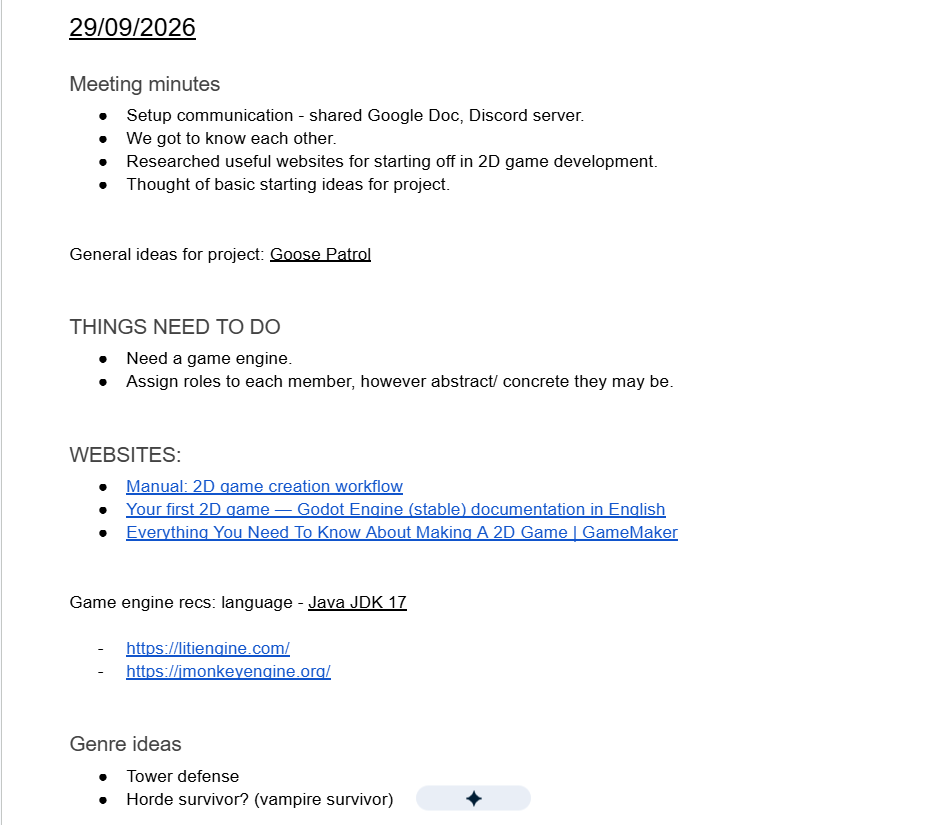 29/09/2026
Meeting minutes
● Setup communication - shared Google Doc, Discord server.
● We got to know each other.
● Researched useful websites for starting off in 2D game development.
● Thought of basic starting ideas for project.
General ideas for project: Goose Patrol
THINGS NEED TO DO
● Need a game engine.
● Assign roles to each member, however abstract/ concrete they may be.
WEBSITES:
● Manual: 2D game creation workflow
● Your first 2D game — Godot Engine (stable) documentation in English
● Everything You Need To Know About Making A 2D Game | GameMaker
Game engine recs: language - Java JDK 17
- https://litiengine.com/
- https://jmonkeyengine.org/
Genre ideas
● Tower defense
● Horde survivor? (vampire survivor)